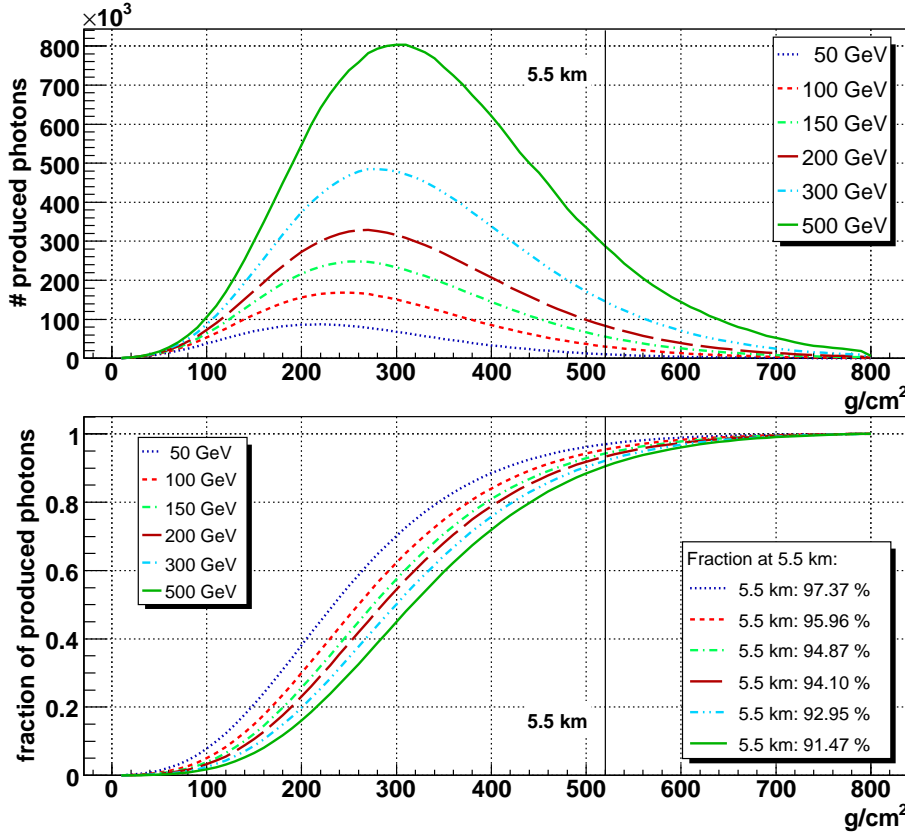 ×10³
800
700
600
500
400
300
200
100
0
# produced photons
5.5 km
50 GeV
100 GeV
150 GeV
200 GeV
300 GeV
500 GeV
0 100 200 300 400 500 600 700 800
g/cm²
1
0.8
0.6
0.4
0.2
0
fraction of produced photons
50 GeV
100 GeV
150 GeV
200 GeV
300 GeV
500 GeV
Fraction at 5.5 km:
5.5 km: 97.37 %
5.5 km: 95.96 %
5.5 km: 94.87 %
5.5 km: 94.10 %
5.5 km: 92.95 %
5.5 km: 91.47 %
5.5 km
0 100 200 300 400 500 600 700 800
g/cm²